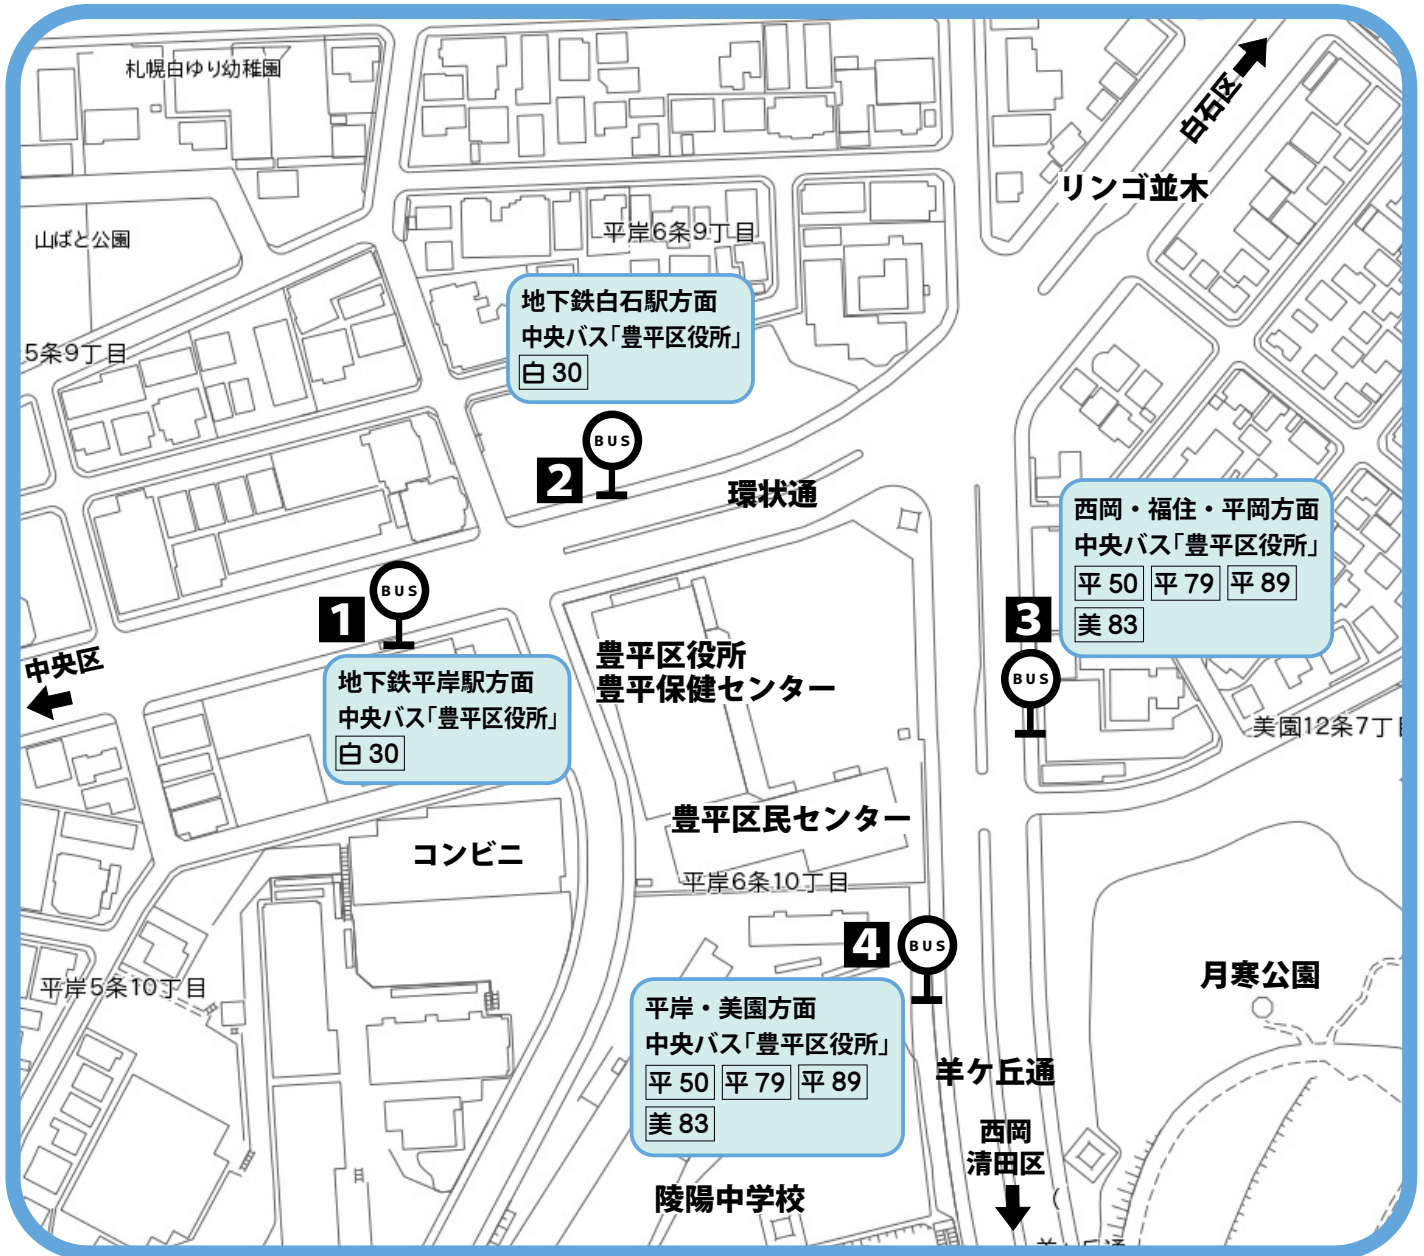 札幌白ゆり幼稚園
白石区
リンゴ並木
山ばと公園
平岸6条9丁目
地下鉄白石駅方面
中央バス「豊平区役所」
白 30
5条9丁目
BUS
2
環状通
西岡・福住・平岡方面
中央バス「豊平区役所」
平 50 平 79 平 89
美 83
BUS
1
3
BUS
中央区
豊平区役所
豊平保健センター
地下鉄平岸駅方面
中央バス「豊平区役所」
白 30
美園12条7丁目
豊平区民センター
コンビニ
平岸6条10丁目
4
BUS
月寒公園
平岸5条10丁目
平岸・美園方面
中央バス「豊平区役所」
平 50 平 79 平 89
美 83
羊ケ丘通
西岡
清田区
陵陽中学校